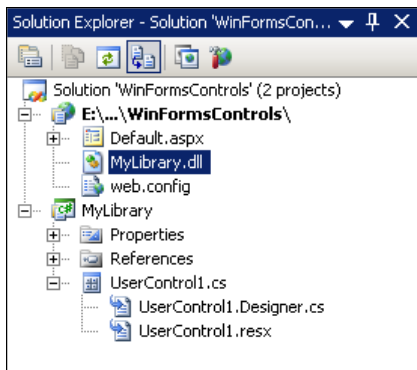 Solution Explorer - Solution 'WinFormsCon...
Solution 'WinFormsControls' (2 projects)
E:\...\WinFormsControls\
Default.aspx
MyLibrary.dll
web.config
MyLibrary
Properties
References
UserControl1.cs
UserControl1.Designer.cs
UserControl1.resx